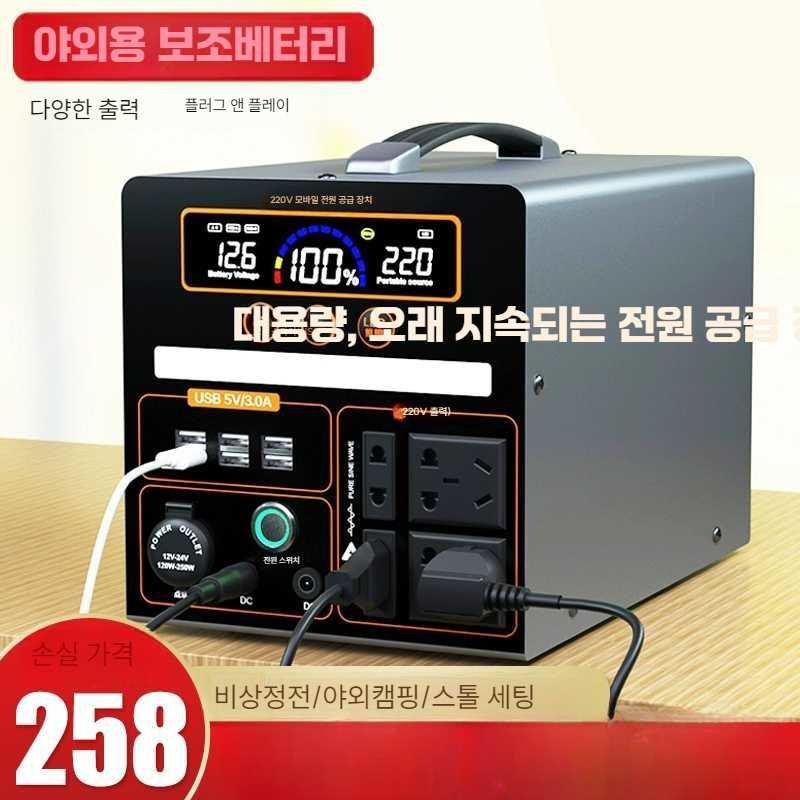 야외용 보조베터리
다양한 출력
플러그 앤 플레이
220V 모바일 전원 공급 장치
12.6
Battery Voltage
100%
220
Portable source
대용량, 오래 지속되는 전원 공급
USB 5V/3.0A
220V 출력)
PURE SINE WAVE
POWER OUTLET
12V-24V
120W-250W
전원 스위치
DC
손실 가격
258
비상정전/야외캠핑/스톨 세팅